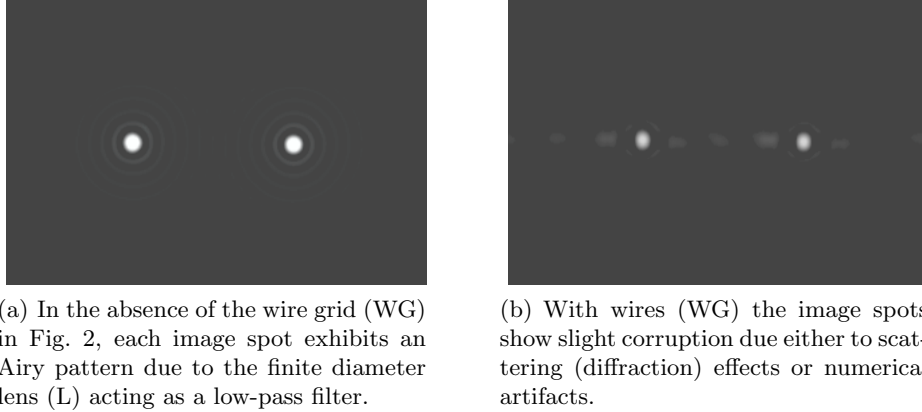 (a) In the absence of the wire grid (WG)
in Fig. 2, each image spot exhibits an
Airy pattern due to the finite diameter
lens (L) acting as a low-pass filter.
(b) With wires (WG) the image spots
show slight corruption due either to scat-
tering (diffraction) effects or numerica
artifacts.